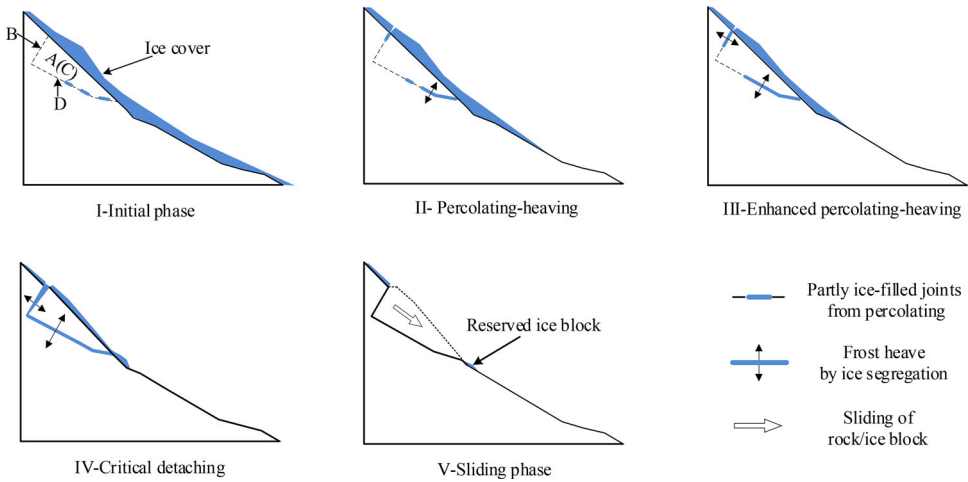 B
A(C)
D
Ice cover
I-Initial phase
II- Percolating-heaving
III-Enhanced percolating-heaving
IV-Critical detaching
Reserved ice block
V-Sliding phase
Partly ice-filled joints
from percolating
Frost heave
by ice segregation
Sliding of
rock/ice block